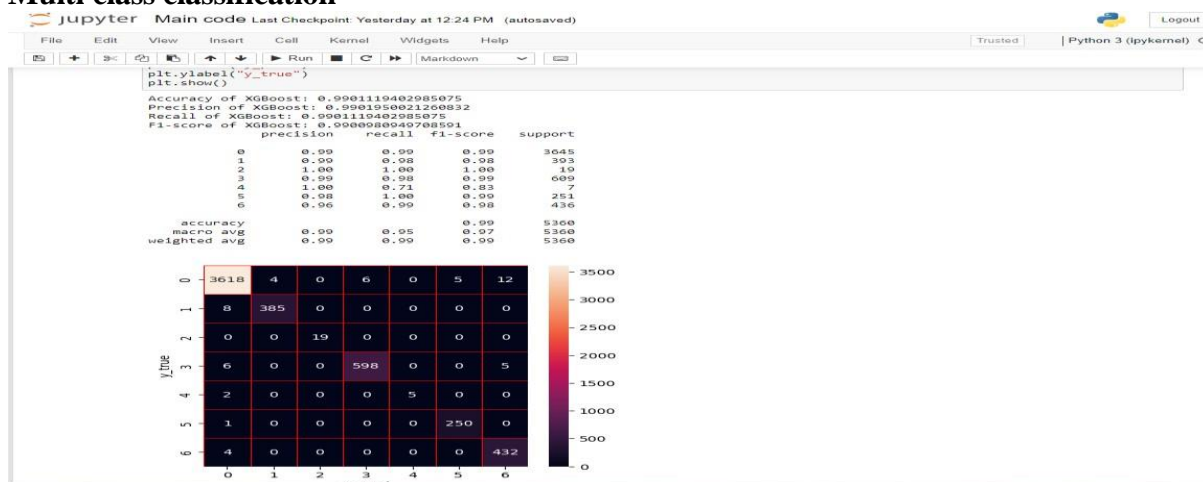 Multi class classification
jupyter Main code Last Checkpoint: Yesterday at 12:24 PM (autosaved)
Logout
File Edit View Insert Cell Kernel Widgets Help
Trusted
Python 3 (ipykernel)
Run Markdown
plt.ylabel("y_true")
plt.show()
Accuracy of XGBoost: 0.9901119402985075
Precision of XGBoost: 0.9901950021260832
Recall of XGBoost: 0.9901119402985075
F1-score of XGBoost: 0.9900980949708591
precision recall f1-score support
0 0.99 0.99 0.99 3645
1 0.99 0.98 0.98 393
2 1.00 1.00 1.00 19
3 0.99 0.98 0.99 609
4 1.00 0.71 0.83 7
5 0.98 1.00 0.99 251
6 0.96 0.99 0.98 436
accuracy 0.99 5360
macro avg 0.99 0.95 0.97 5360
weighted avg 0.99 0.99 0.99 5360
0 3618 4 0 6 0 5 12
1 8 385 0 0 0 0 0
2 0 0 19 0 0 0 0
3 6 0 0 598 0 0 5
4 2 0 0 0 5 0 0
5 1 0 0 0 0 250 0
6 4 0 0 0 0 0 432
0 1 2 3 4 5 6
y_true
3500
3000
2500
2000
1500
1000
500
0